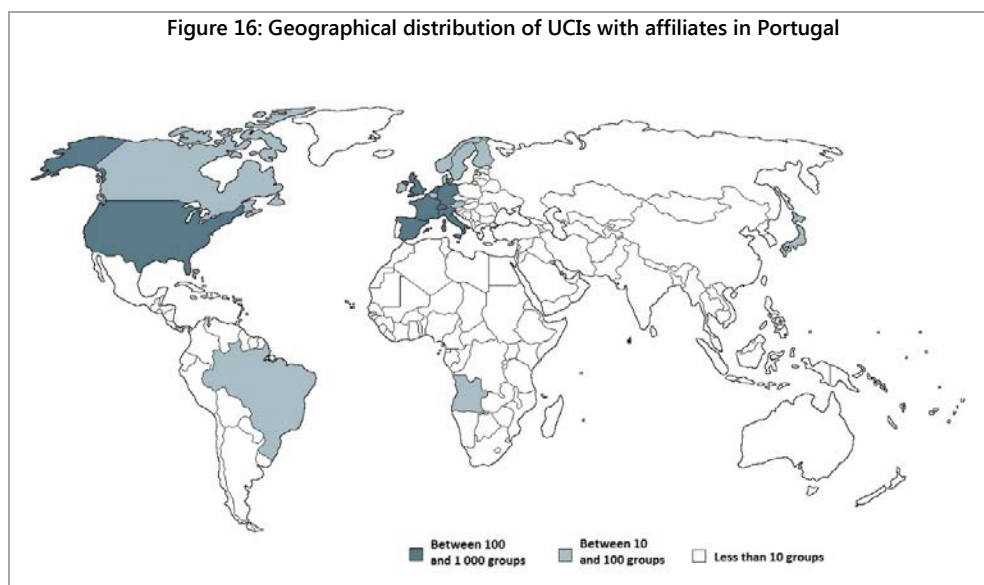 Figure 16: Geographical distribution of UCIs with affiliates in Portugal
Between 100
and 1 000 groups
Between 10
and 100 groups
Less than 10 groups